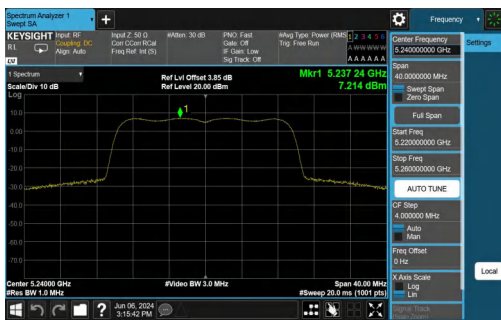 Spectrum Analyzer 1
Swept SA
Frequency
KEYSIGHT
Input: RF
Input Z: 50 Ω
#Atten: 30 dB
PNO: Fast
#Avg Type: Power (RMS)
1 2 3 4 5 6
RL
Coupling: DC
Corr CCorr RCal
Gate: Off
Trig: Free Run
Align: Auto
Freq Ref: Int (S)
IF Gain: Low
A W W W W W
Sig Track: Off
A A A A A A
LXI
1 Spectrum
Ref Lvl Offset 3.85 dB
Mkr1 5.237 24 GHz
Scale/Div 10 dB
Ref Level 20.00 dBm
7.214 dBm
Log
1
10.0
0.00
-10.0
-20.0
-30.0
-40.0
-50.0
-60.0
-70.0
Center 5.24000 GHz
#Video BW 3.0 MHz
Span 40.00 MHz
#Res BW 1.0 MHz
#Sweep 20.0 ms (1001 pts)
Jun 06, 2024
3:15:42 PM
?
Center Frequency
5.240000000 GHz
Settings
Span
40.0000000 MHz
Swept Span
Zero Span
Full Span
Start Freq
5.220000000 GHz
Stop Freq
5.260000000 GHz
AUTO TUNE
CF Step
4.000000 MHz
Auto
Man
Freq Offset
0 Hz
X Axis Scale
Log
Lin
Local
Signal Track